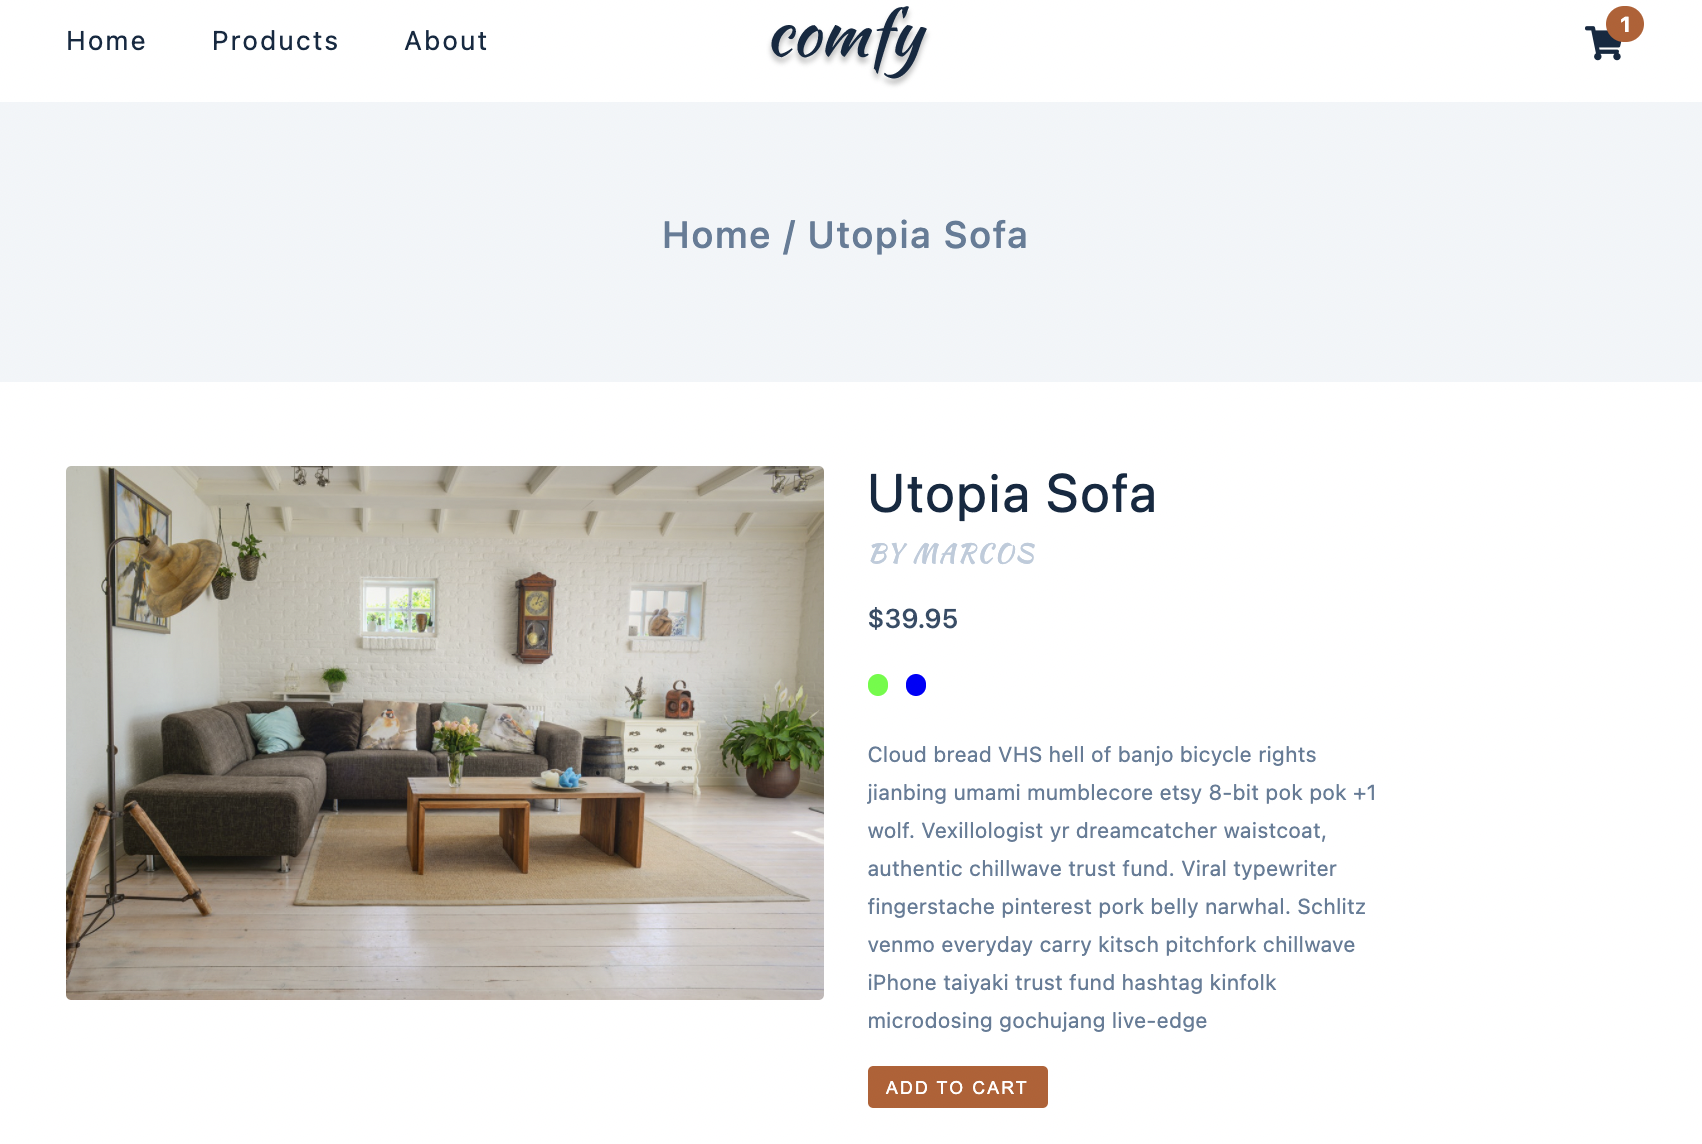 Home Products About comfy 1
Home / Utopia Sofa
Utopia Sofa
BY MARCOS
$39.95
Cloud bread VHS hell of banjo bicycle rights
jianbing umami mumblecore etsy 8-bit pok pok +1
wolf. Vexillologist yr dreamcatcher waistcoat,
authentic chillwave trust fund. Viral typewriter
fingerstache pinterest pork belly narwhal. Schlitz
venmo everyday carry kitsch pitchfork chillwave
iPhone taiyaki trust fund hashtag kinfolk
microdosing gochujang live-edge
ADD TO CART